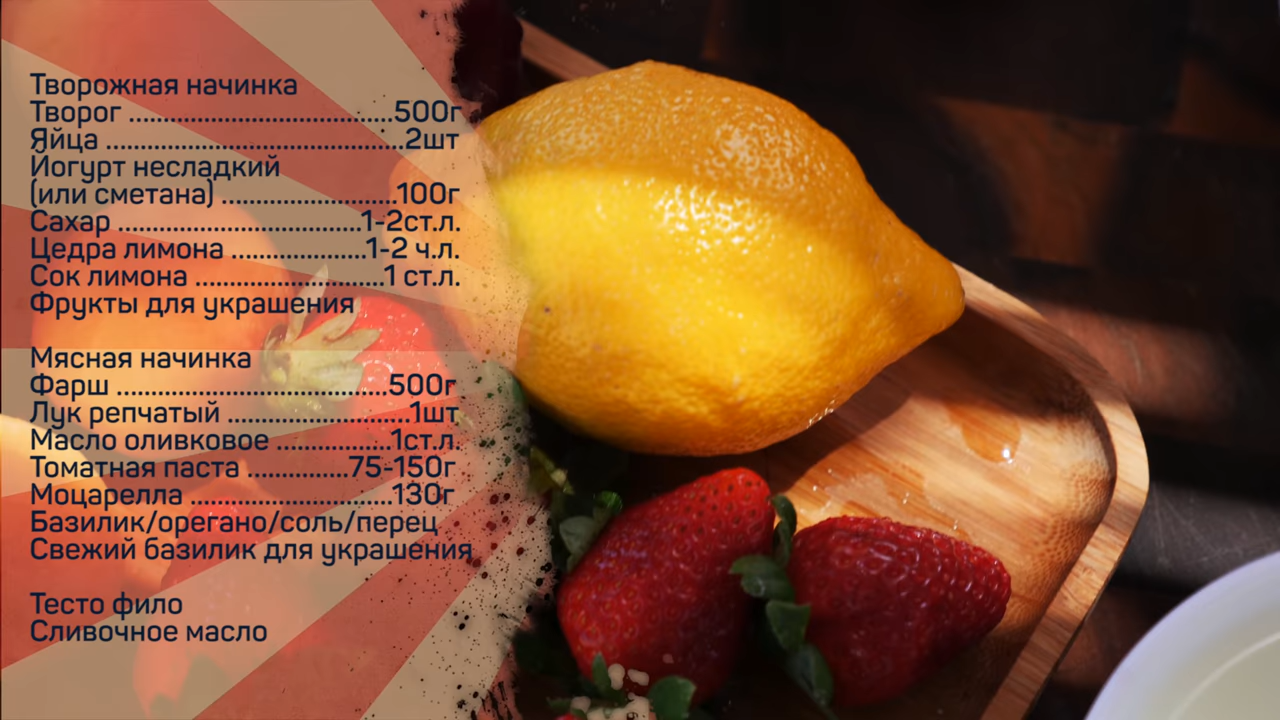 Творожная начинка
Творог ................................500г
Яйца ....................................2шт
Йогурт несладкий
(или сметана) .....................100г
Сахар .............................1-2ст.л.
Цедра лимона ................1-2 ч.л.
Сок лимона .......................1 ст.л.
Фрукты для украшения
Мясная начинка
Фарш .................................500г
Лук репчатый ......................1шт
Масло оливковое ..............1ст.л.
Томатная паста ............75-150г
Моцарелла .........................130г
Базилик/орегано/соль/перец
Свежий базилик для украшения
Тесто фило
Сливочное масло